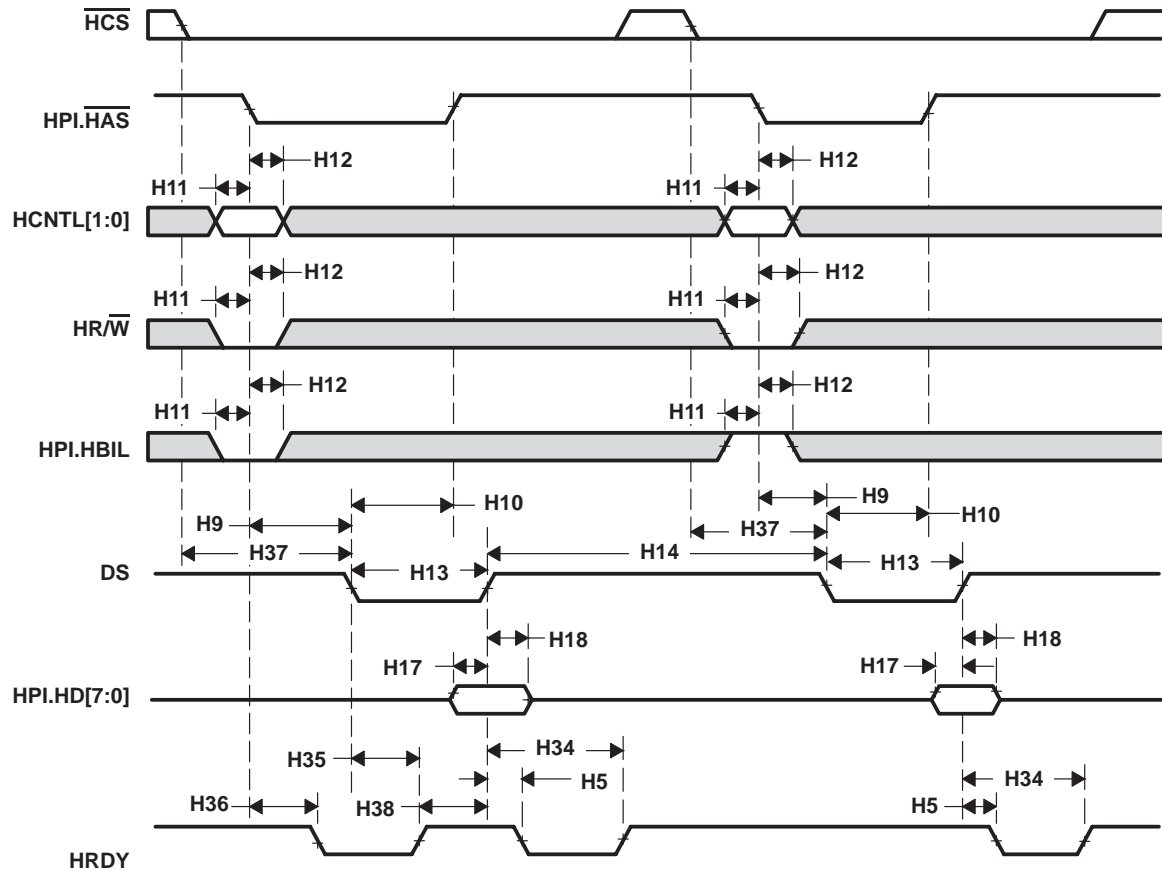 HCS
HPI.HAS
H12 H12
H11 H11
HCNTL[1:0]
H12 H12
H11 H11
HR/W
H12 H12
H11 H11
HPI.HBIL
H10 H9
H9 H37 H10
H37 H14
DS H13 H13
H18 H18
H17 H17
HPI.HD[7:0]
H34 H34
H35 H5
H36 H38 H5
HRDY